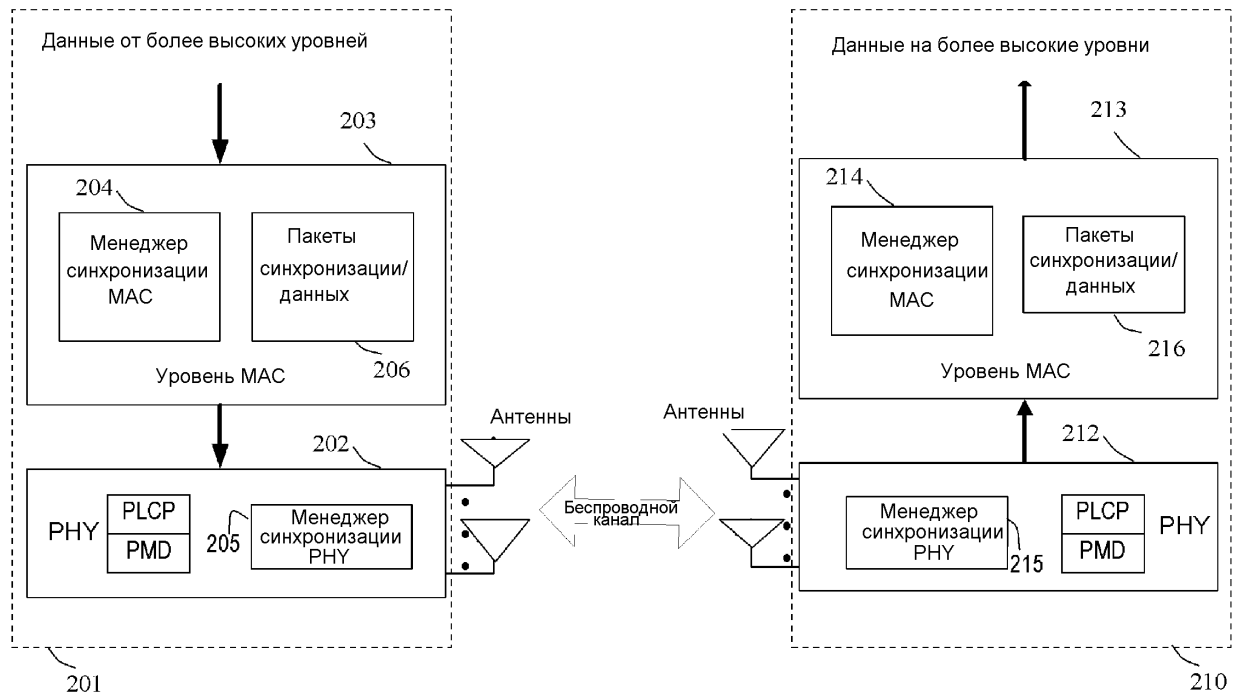 Данные от более высоких уровней
203
204
Менеджер
синхронизации
MAC
Пакеты
синхронизации/
данных
206
Уровень MAC
202
PHY
PLCP
PMD
205
Менеджер
синхронизации
PHY
201
Антенны
Беспроводной
канал
Антенны
Данные на более высокие уровни
213
214
Менеджер
синхронизации
MAC
Пакеты
синхронизации/
данных
216
Уровень MAC
212
Менеджер
синхронизации
PHY
215
PLCP
PMD
PHY
210